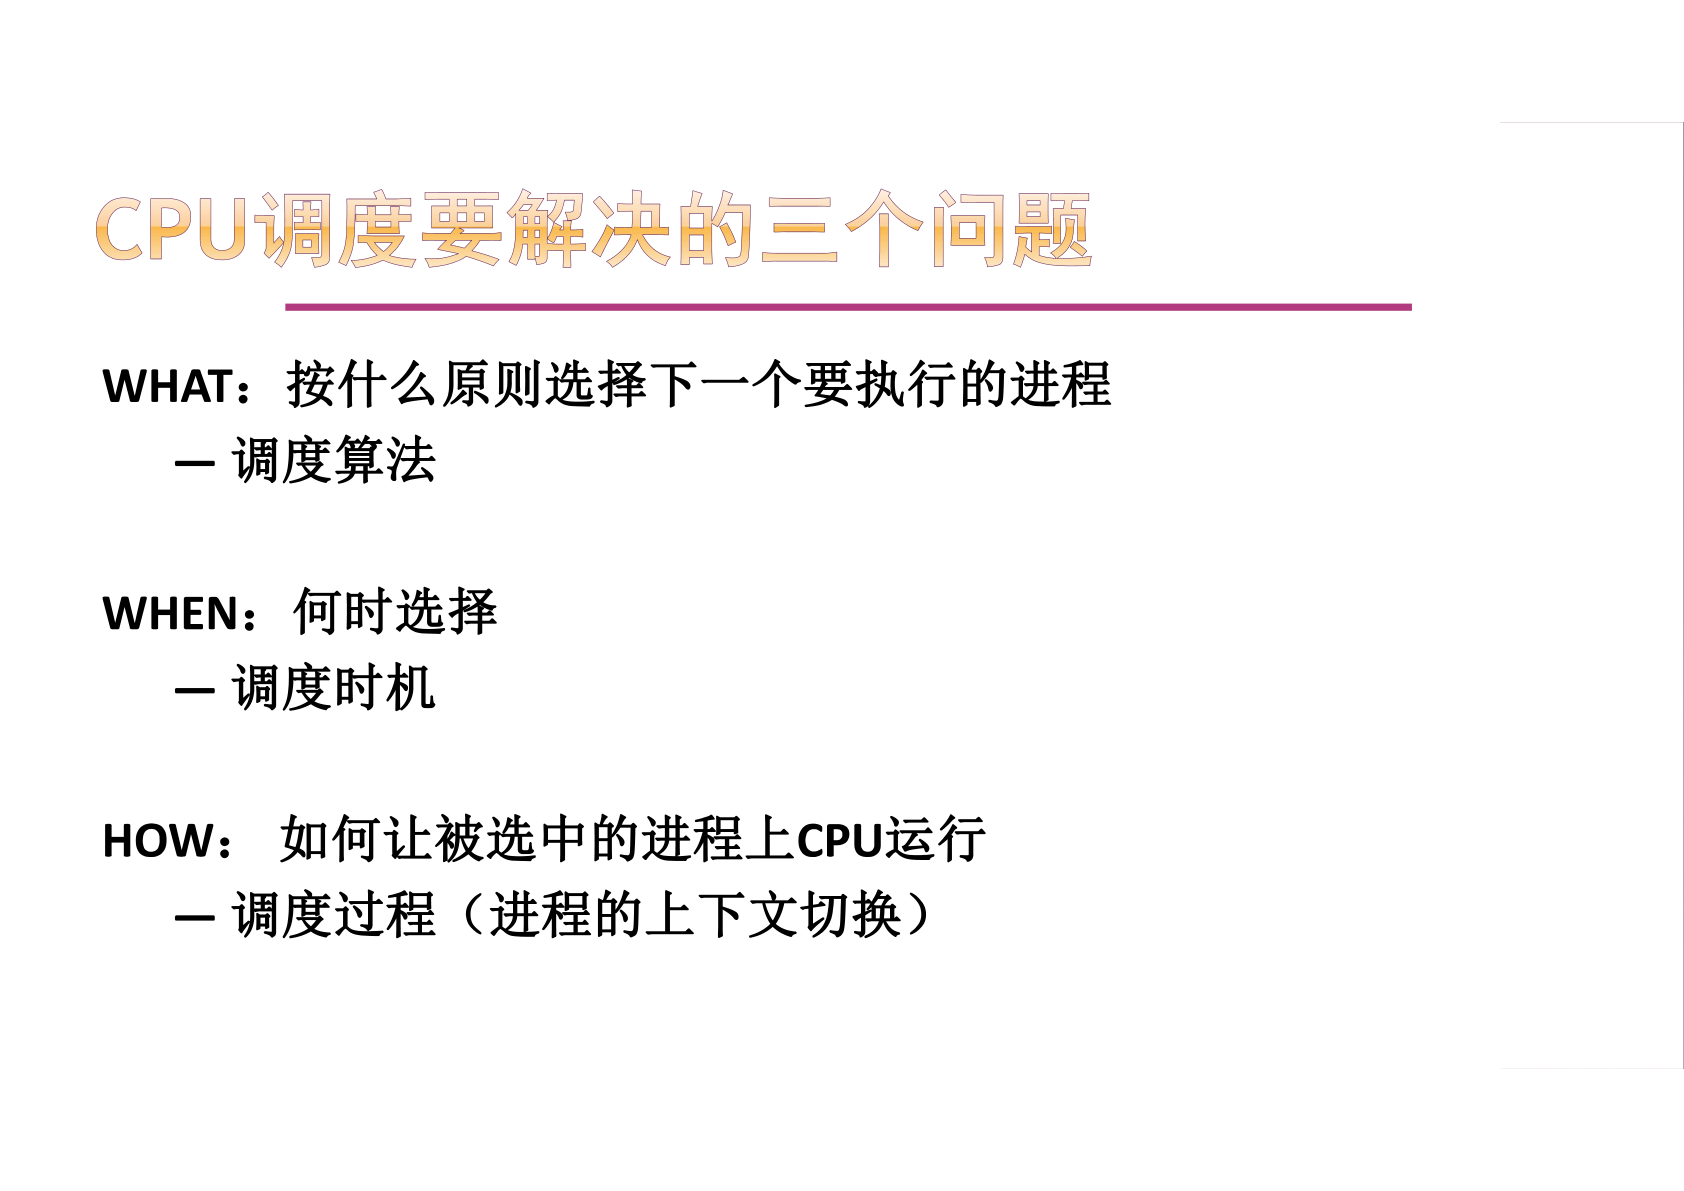 CPU调度要解决的三个问题
WHAT：按什么原则选择下一个要执行的进程
— 调度算法
WHEN：何时选择
— 调度时机
HOW： 如何让被选中的进程上CPU运行
— 调度过程（进程的上下文切换）